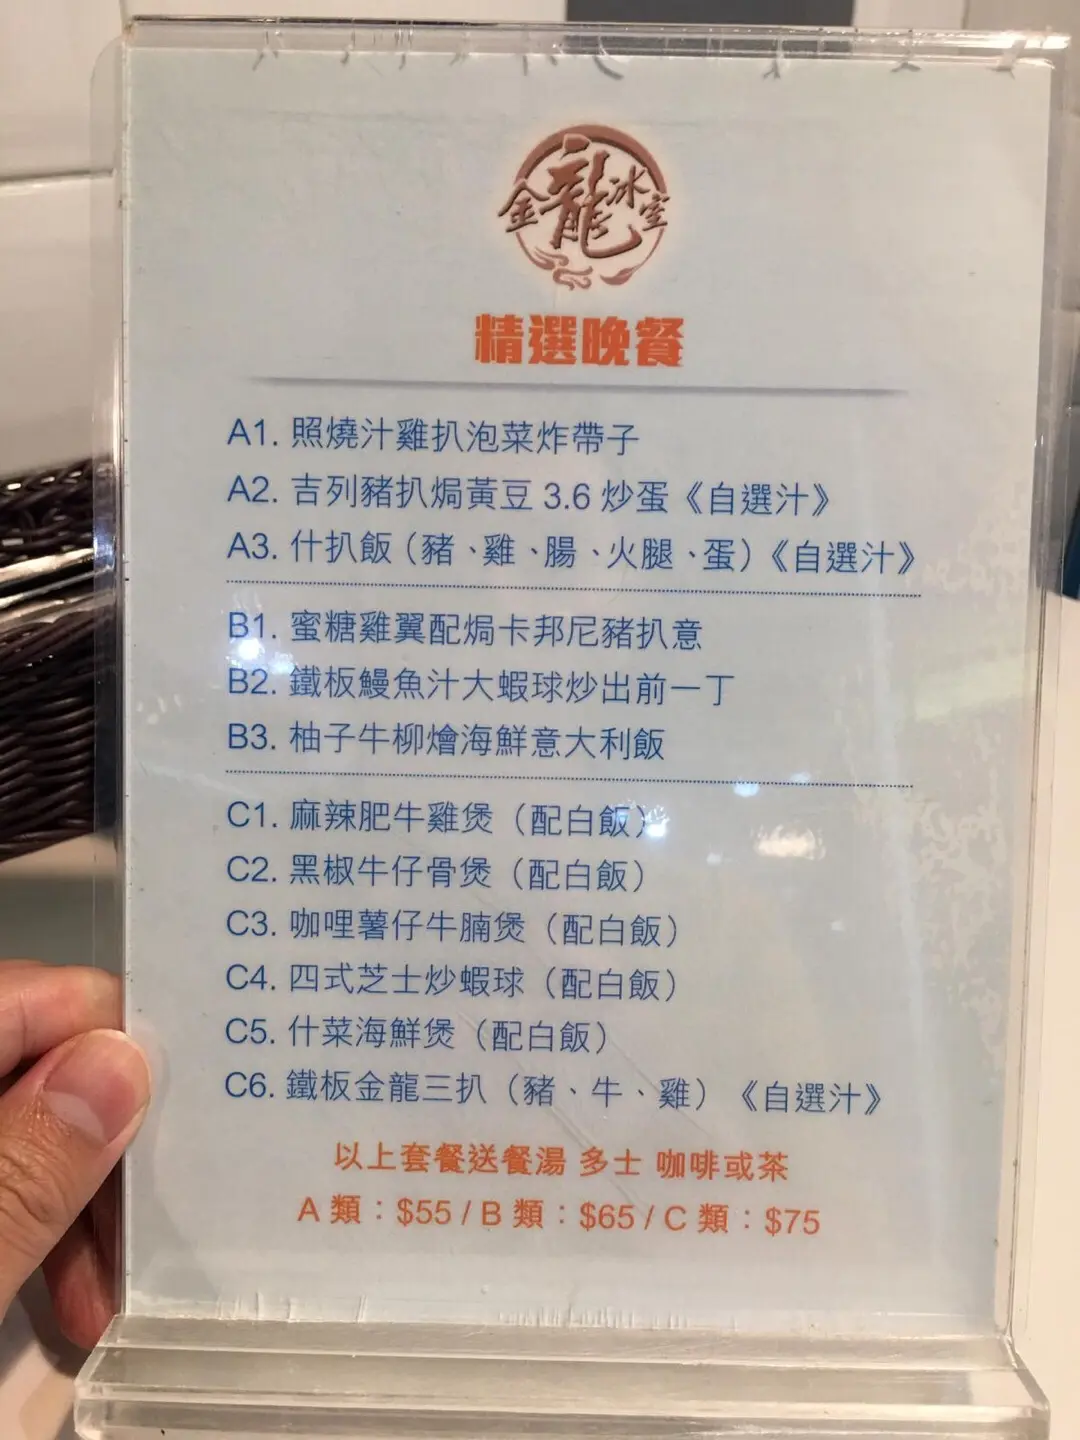 金龍冰室
精選晚餐
A1. 照燒汁雞扒泡菜炸帶子
A2. 吉列豬扒焗黃豆 3.6 炒蛋《自選汁》
A3. 什扒飯（豬、雞、腸、火腿、蛋）《自選汁》
B1. 蜜糖雞翼配焗卡邦尼豬扒意
B2. 鐵板鰻魚汁大蝦球炒出前一丁
B3. 柚子牛柳燴海鮮意大利飯
C1. 麻辣肥牛雞煲（配白飯）
C2. 黑椒牛仔骨煲（配白飯）
C3. 咖哩薯仔牛腩煲（配白飯）
C4. 四式芝士炒蝦球（配白飯）
C5. 什菜海鮮煲（配白飯）
C6. 鐵板金龍三扒（豬、牛、雞）《自選汁》
以上套餐送餐湯 多士 咖啡或茶
A 類：$55 / B 類：$65 / C 類：$75